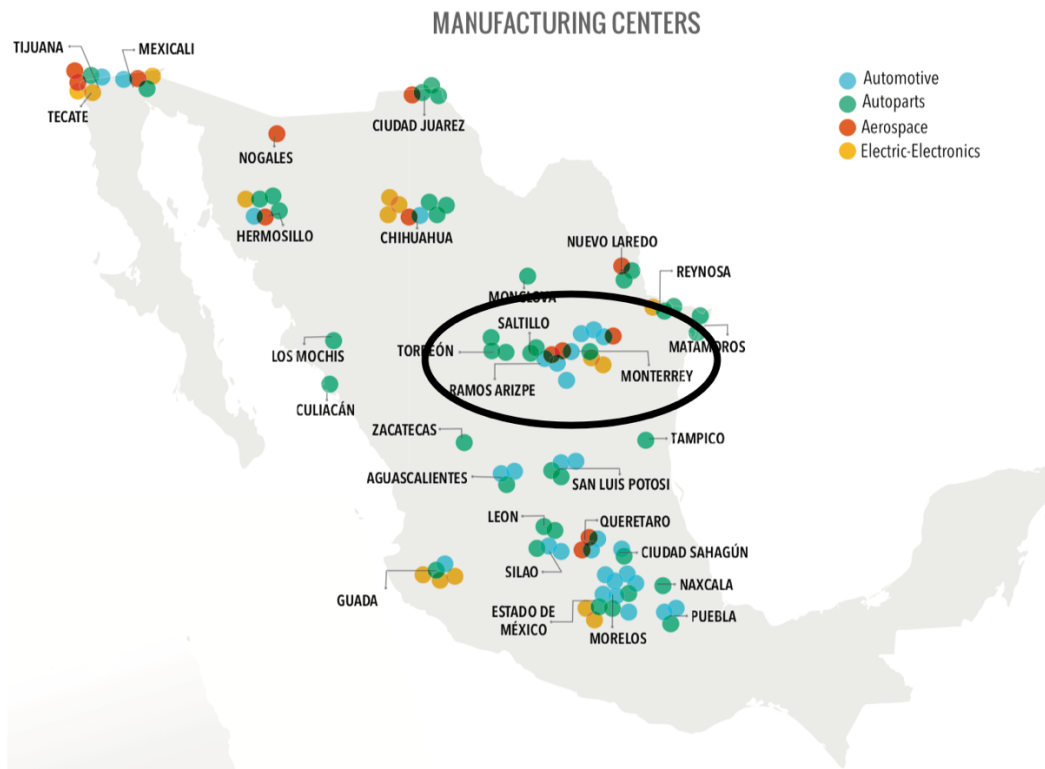 MANUFACTURING CENTERS
TIJUANA
MEXICALI
TECATE
CIUDAD JUAREZ
NOGALES
HERMOSILLO
CHIHUAHUA
NUEVO LAREDO
REYNOSA
MONCLOVA
SALTILLO
TORREÓN
MATAMOROS
LOS MOCHIS
RAMOS ARIZPE
MONTERREY
CULIACÁN
ZACATECAS
TAMPICO
AGUASCALIENTES
SAN LUIS POTOSI
LEON
QUERETARO
CIUDAD SAHAGÚN
SILAO
NAXCALA
GUADA
ESTADO DE
MÉXICO
MORELOS
PUEBLA
Automotive
Autoparts
Aerospace
Electric-Electronics